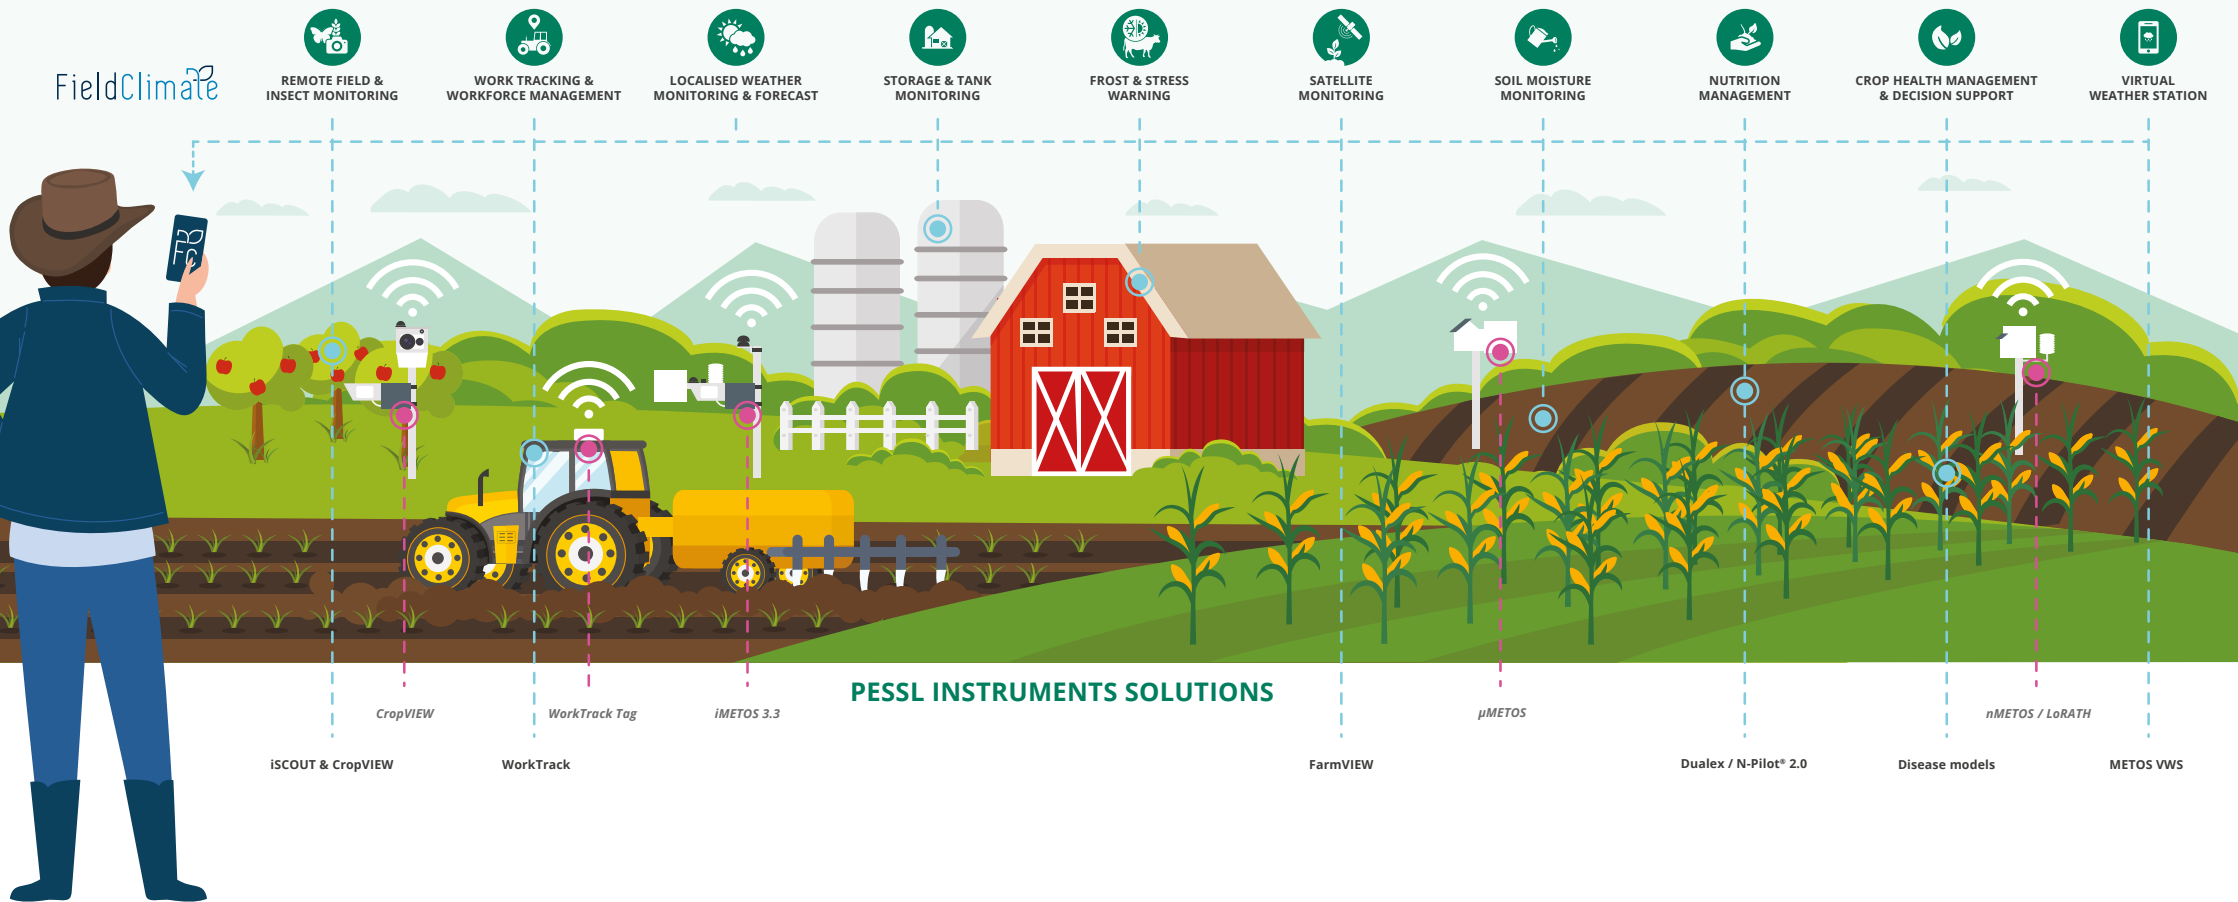 FieldClimate
REMOTE FIELD &
INSECT MONITORING
WORK TRACKING &
WORKFORCE MANAGEMENT
LOCALISED WEATHER
MONITORING & FORECAST
STORAGE & TANK
MONITORING
FROST & STRESS
WARNING
SATELLITE
MONITORING
SOIL MOISTURE
MONITORING
NUTRITION
MANAGEMENT
CROP HEALTH MANAGEMENT
& DECISION SUPPORT
VIRTUAL
WEATHER STATION
Fc
PESSL INSTRUMENTS SOLUTIONS
CropVIEW
WorkTrack Tag
iMETOS 3.3
µMETOS
nMETOS / LoRATH
iSCOUT & CropVIEW
WorkTrack
FarmVIEW
Dualex / N-Pilot® 2.0
Disease models
METOS VWS